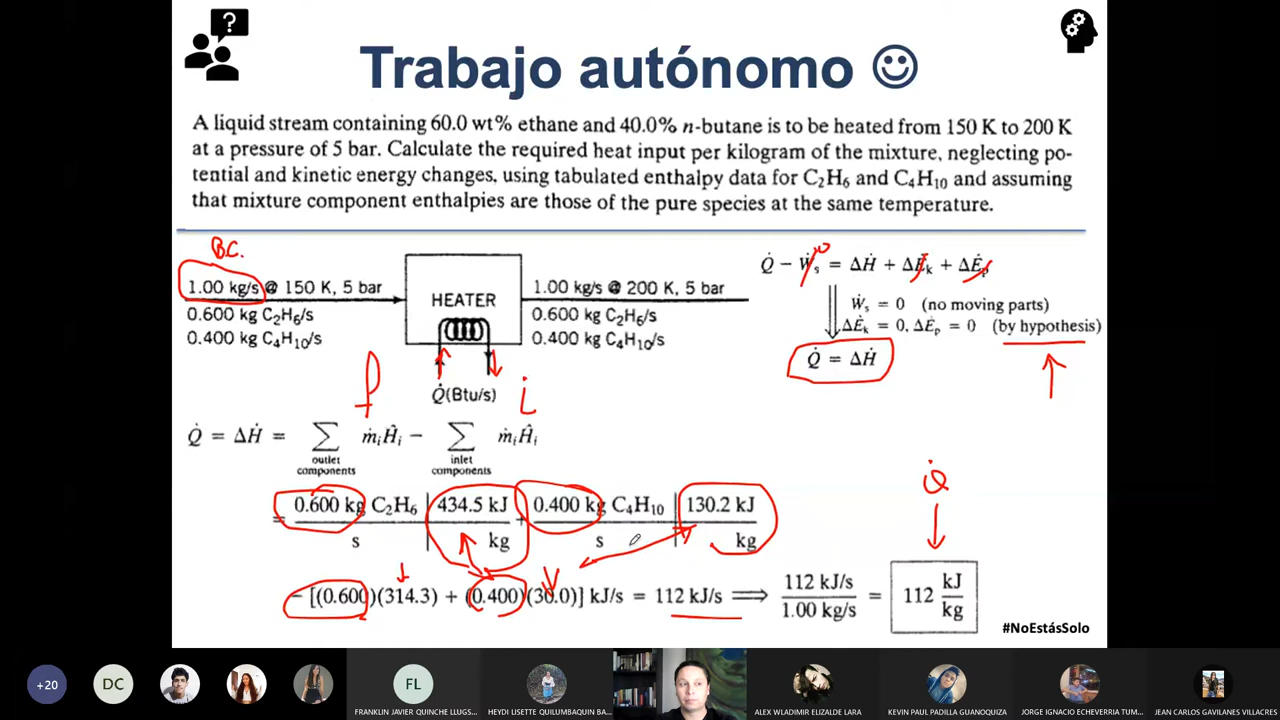 ?
Trabajo autónomo
A liquid stream containing 60.0 wt% ethane and 40.0% n-butane is to be heated from 150 K to 200 K
at a pressure of 5 bar. Calculate the required heat input per kilogram of the mixture, neglecting po-
tential and kinetic energy changes, using tabulated enthalpy data for C₂H₆ and C₄H₁₀ and assuming
that mixture component enthalpies are those of the pure species at the same temperature.
B.C.
1.00 kg/s @ 150 K, 5 bar
0.600 kg C₂H₆/s
0.400 kg C₄H₁₀/s
HEATER
Q̇(Btu/s)
1.00 kg/s @ 200 K, 5 bar
0.600 kg C₂H₆/s
0.400 kg C₄H₁₀/s
Q̇ − Ẇₛ = ΔḢ + ΔĖₖ + ΔĖₚ
0
Ẇₛ = 0 (no moving parts)
ΔĖₖ = 0, ΔĖₚ = 0 (by hypothesis)
Q̇ = ΔḢ
f
i
Q̇ = ΔḢ = ∑ ṁᵢĤᵢ − ∑ ṁᵢĤᵢ
outlet inlet
components components
= 0.600 kg C₂H₆ | 434.5 kJ + 0.400 kg C₄H₁₀ | 130.2 kJ
s | kg s | kg
Q̇
− [(0.600)(314.3) + (0.400)(30.0)] kJ/s = 112 kJ/s ⟹ 112 kJ/s / 1.00 kg/s = 112 kJ/kg
#NoEstásSolo
+20
DC
FL
FRANKLIN JAVIER QUINCHE LLUGS...
HEYDI LISETTE QUILUMBAQUIN BA...
ALEX WLADIMIR ELIZALDE LARA
KEVIN PAUL PADILLA GUANOQUIZA
JORGE IGNACIO ECHEVERRIA TUM...
JEAN CARLOS GAVILANES VILLACRES